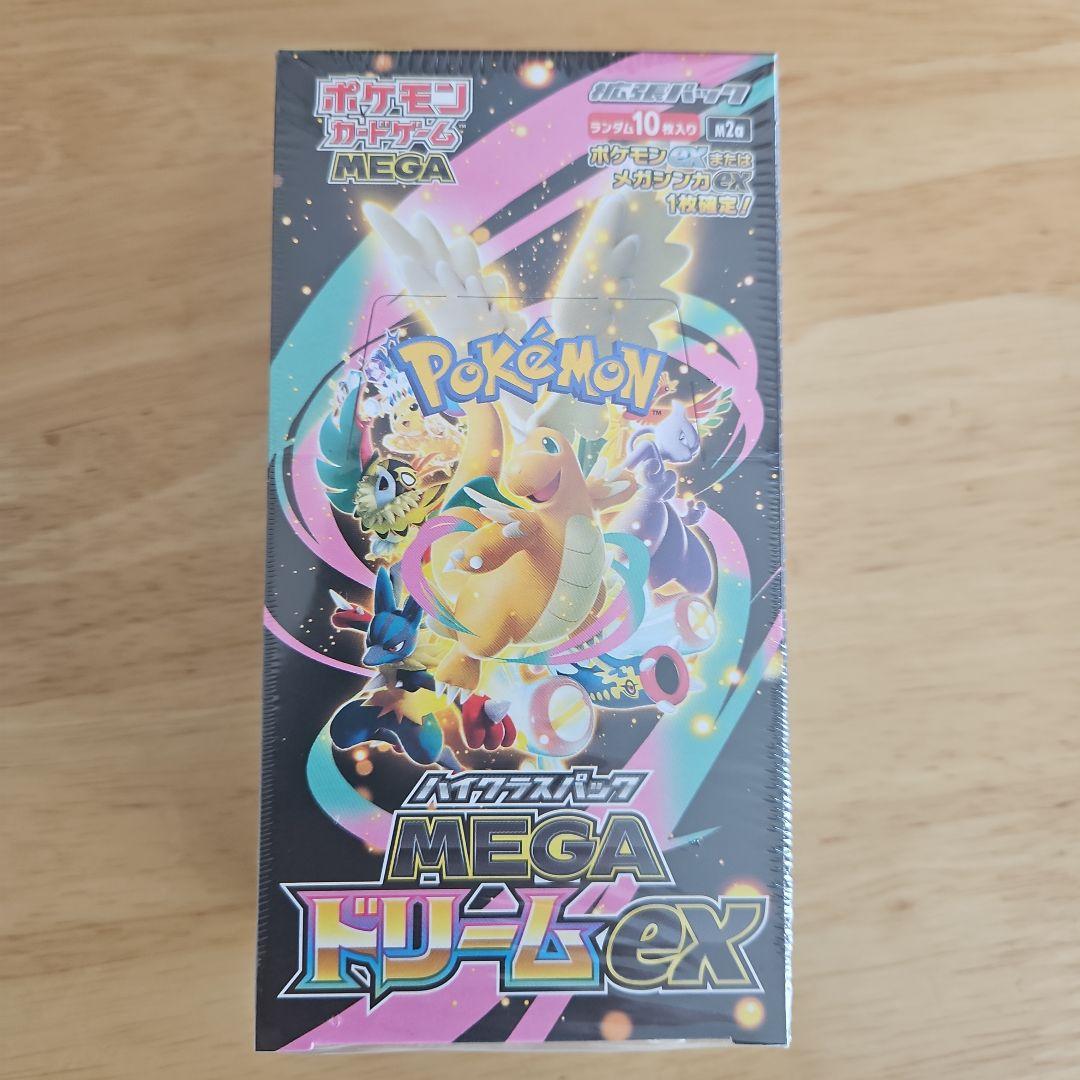 ポケモン
カードゲーム
MEGA
拡張パック
ランダム10枚入り M2a
ポケモンexまたは
メガシンカex
1枚確定！
POKéMON
TM
ハイクラスパック
MEGA
ドリームex